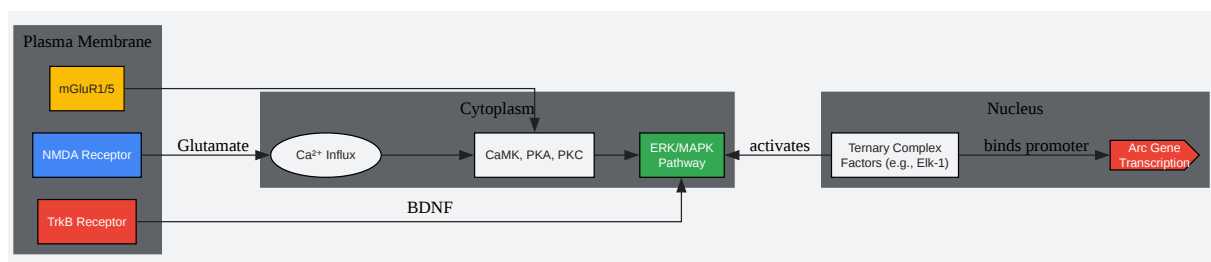 Plasma Membrane
mGluR1/5
NMDA Receptor
TrkB Receptor
Glutamate
BDNF
Cytoplasm
Ca²⁺ Influx
CaMK, PKA, PKC
ERK/MAPK
Pathway
activates
Nucleus
Ternary Complex
Factors (e.g., Elk-1)
binds promoter
Arc Gene
Transcription